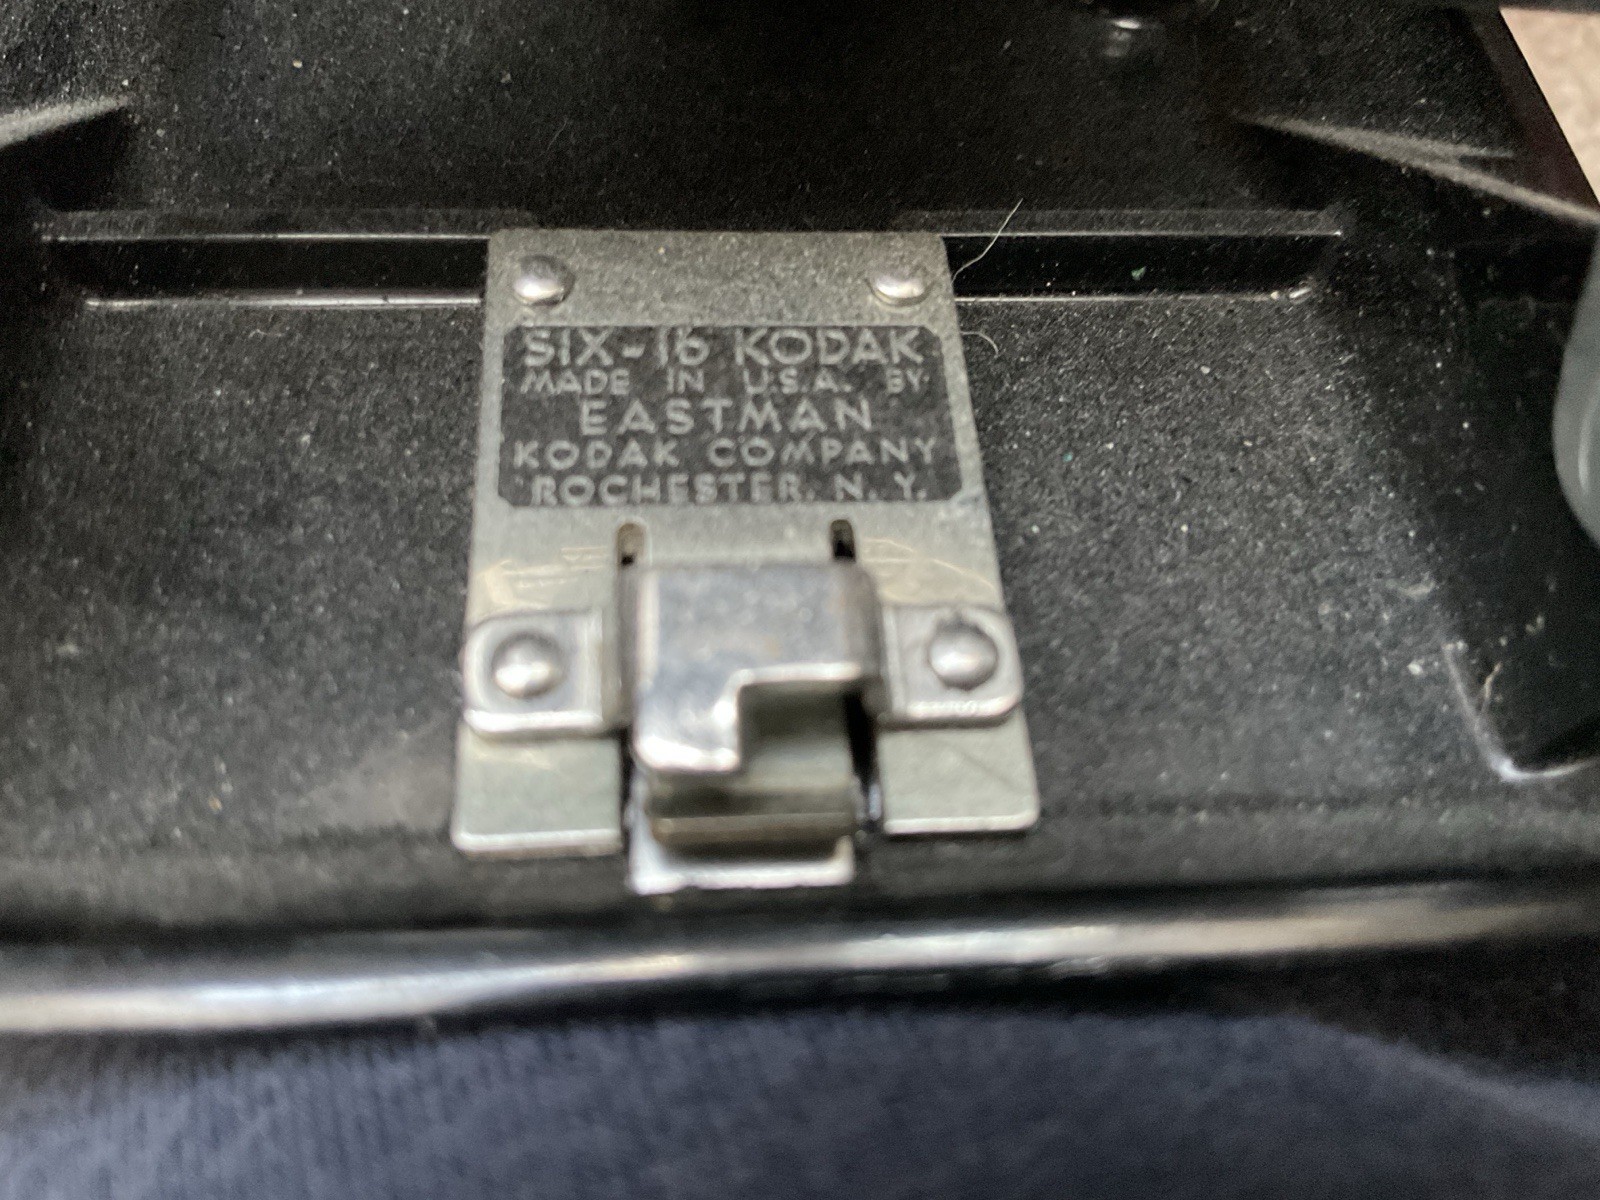 SIX-16 KODAK
MADE IN U.S.A. BY
EASTMAN
KODAK COMPANY
ROCHESTER, N. Y.